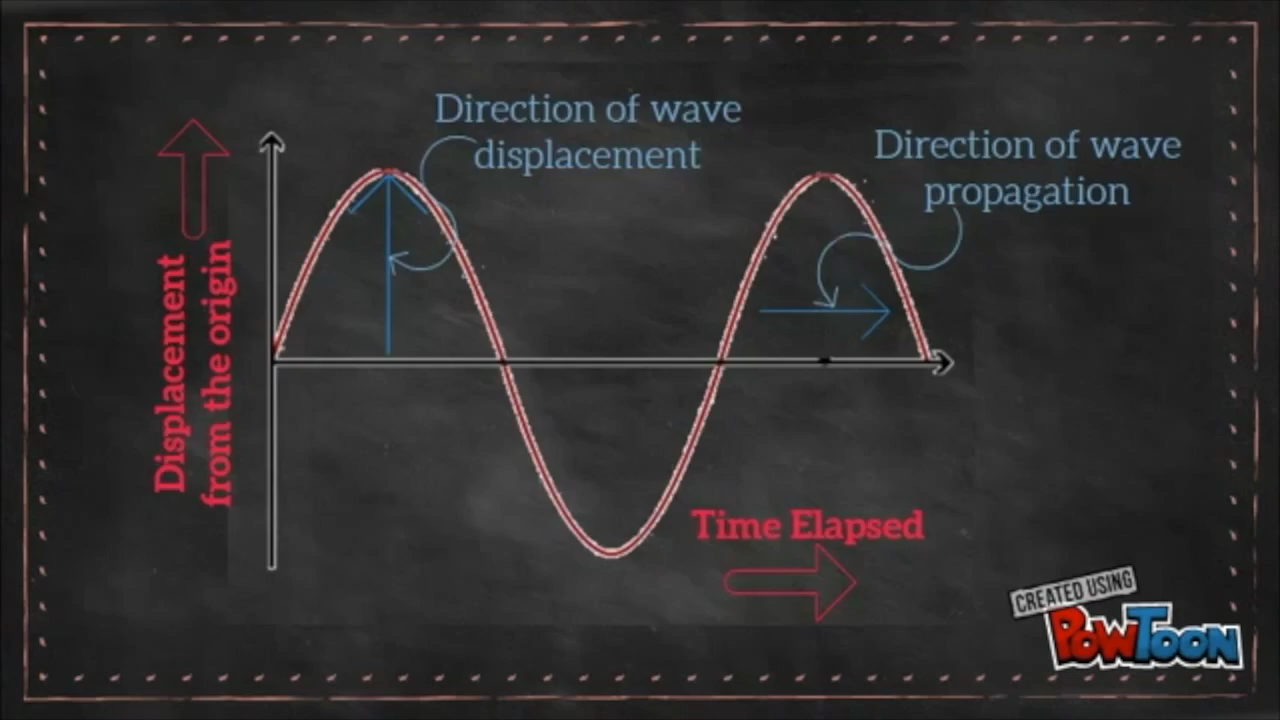 Direction of wave
displacement
Direction of wave
propagation
Displacement
from the origin
Time Elapsed
CREATED USING
POWTOON